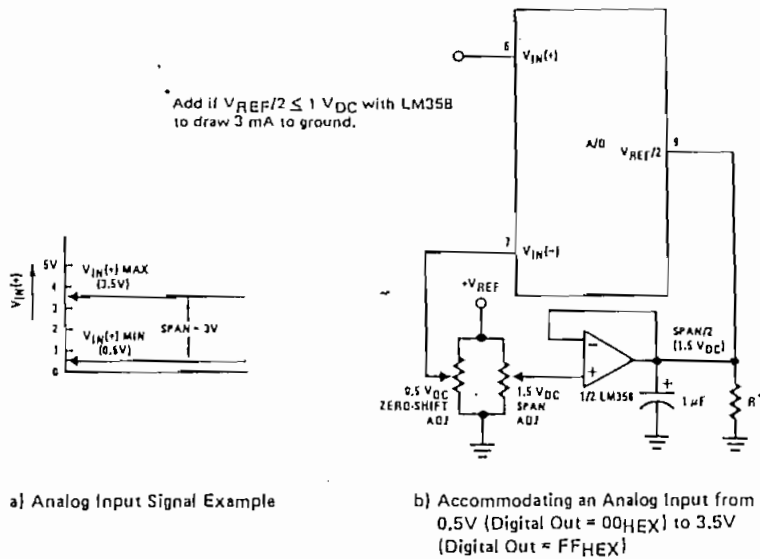 6
VIN(+)
* Add if VREF/2 ≤ 1 VDC with LM358
to draw 3 mA to ground.
A/D
9
VREF/2
7
VIN(−)
VIN(+)
5V
4
3
2
1
0
VIN(+) MAX
(3.5V)
SPAN = 3V
VIN(+) MIN
(0.5V)
+VREF
0.5 VDC
ZERO-SHIFT
ADJ
1.5 VDC
SPAN
ADJ
−
+
1/2 LM358
SPAN/2
(1.5 VDC)
+
1 µF
R*
a) Analog Input Signal Example
b) Accommodating an Analog Input from
0.5V (Digital Out = 00HEX) to 3.5V
(Digital Out = FFHEX)